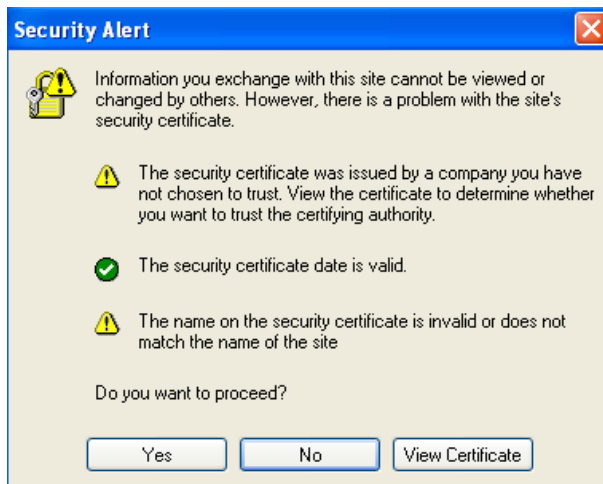 Security Alert
Information you exchange with this site cannot be viewed or
changed by others. However, there is a problem with the site's
security certificate.
The security certificate was issued by a company you have
not chosen to trust. View the certificate to determine whether
you want to trust the certifying authority.
The security certificate date is valid.
The name on the security certificate is invalid or does not
match the name of the site
Do you want to proceed?
Yes
No
View Certificate